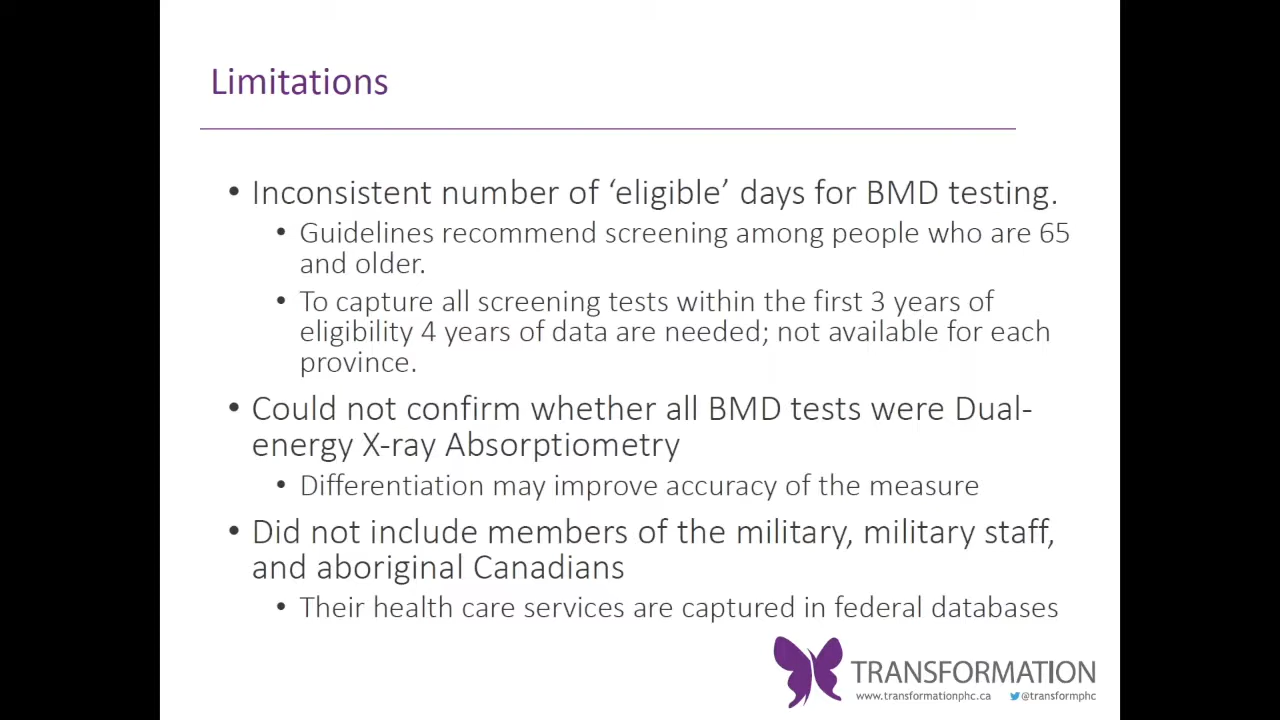 Limitations
• Inconsistent number of ‘eligible’ days for BMD testing.
• Guidelines recommend screening among people who are 65
and older.
• To capture all screening tests within the first 3 years of
eligibility 4 years of data are needed; not available for each
province.
• Could not confirm whether all BMD tests were Dual-
energy X-ray Absorptiometry
• Differentiation may improve accuracy of the measure
• Did not include members of the military, military staff,
and aboriginal Canadians
• Their health care services are captured in federal databases
TRANSFORMATION
www.transformationphc.ca @transformphc